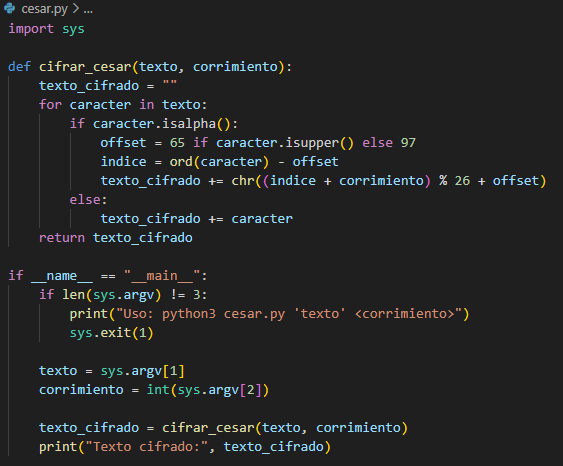 cesar.py > ...
import sys

def cifrar_cesar(texto, corrimiento):
    texto_cifrado = ""
    for caracter in texto:
        if caracter.isalpha():
            offset = 65 if caracter.isupper() else 97
            indice = ord(caracter) - offset
            texto_cifrado += chr((indice + corrimiento) % 26 + offset)
        else:
            texto_cifrado += caracter
    return texto_cifrado

if __name__ == "__main__":
    if len(sys.argv) != 3:
        print("Uso: python3 cesar.py 'texto' <corrimiento>")
        sys.exit(1)

    texto = sys.argv[1]
    corrimiento = int(sys.argv[2])

    texto_cifrado = cifrar_cesar(texto, corrimiento)
    print("Texto cifrado:", texto_cifrado)